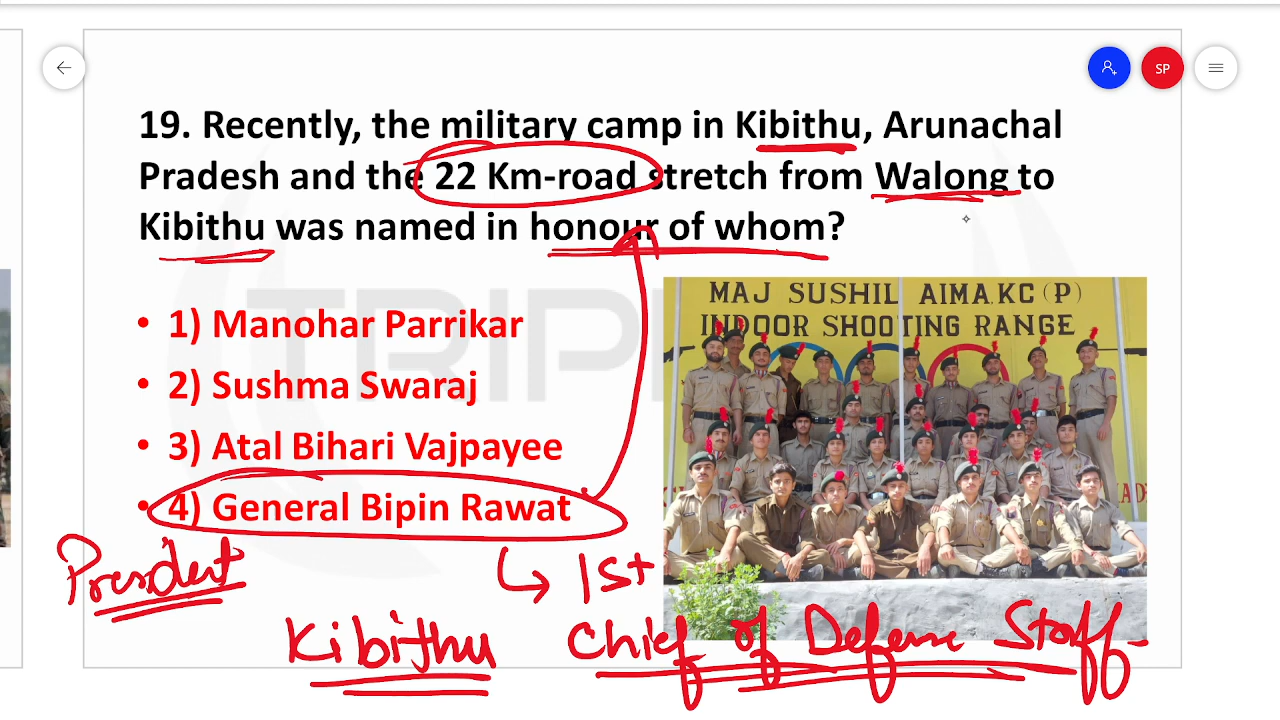 SP
19. Recently, the military camp in Kibithu, Arunachal
Pradesh and the 22 Km-road stretch from Walong to
Kibithu was named in honour of whom?
• 1) Manohar Parrikar
• 2) Sushma Swaraj
• 3) Atal Bihari Vajpayee
• 4) General Bipin Rawat
MAJ SUSHIL AIMA.KC(P)
INDOOR SHOOTING RANGE
TRIP
President
1st
Kibithu
Chief of Defense Staff